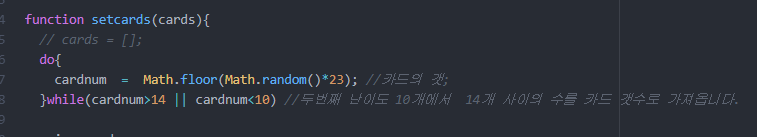 function setcards(cards){
// cards = [];
do{
cardnum = Math.floor(Math.random()*23); //카드의 갯;
}while(cardnum>14 || cardnum<10) //두번째 난이도 10개에서 14개 사이의 수를 카드 갯수로 가져옵니다.